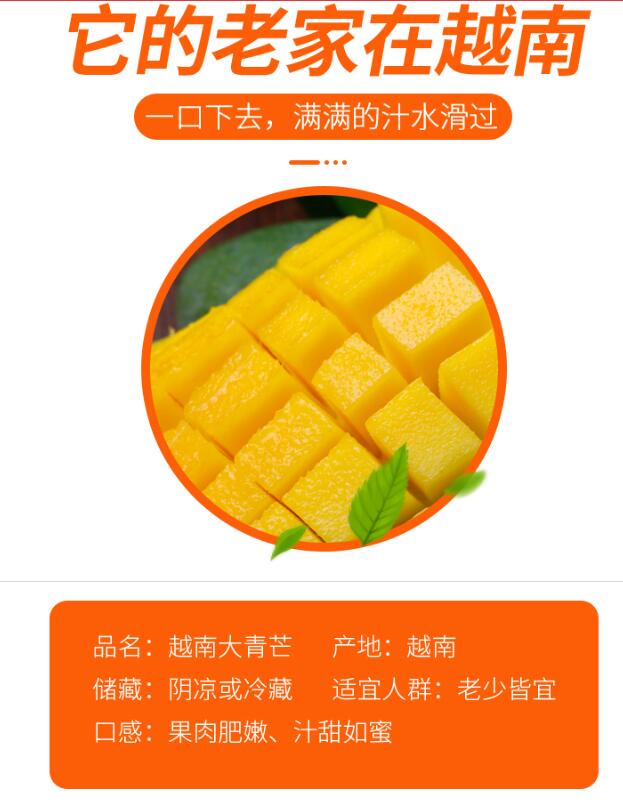 它的老家在越南
一口下去，满满的汁水滑过
品名：越南大青芒 产地：越南
储藏：阴凉或冷藏 适宜人群：老少皆宜
口感：果肉肥嫩、汁甜如蜜